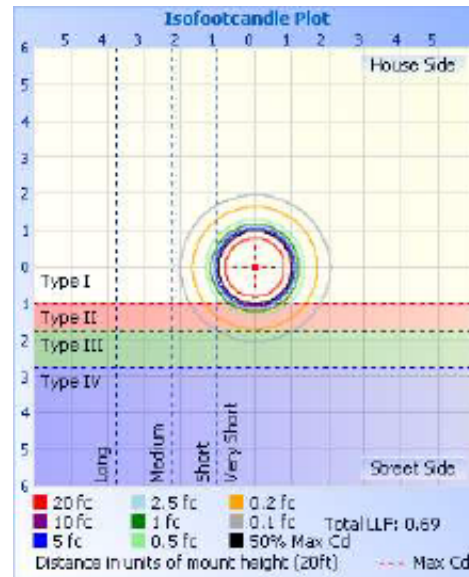 Isofootcandle Plot
5 4 3 2 1 0 1 2 3 4 5
6
House Side
5
4
3
2
1
0
Type I
1
Type II
2
Type III
3
Type IV
4
5
6
Long
Medium
Short
Very Short
Street Side
20 fc 2.5 fc 0.2 fc
10 fc 1 fc 0.1 fc Total LLF: 0.69
5 fc 0.5 fc 50% Max Cd
Distance in units of mount height (20ft) Max Cd